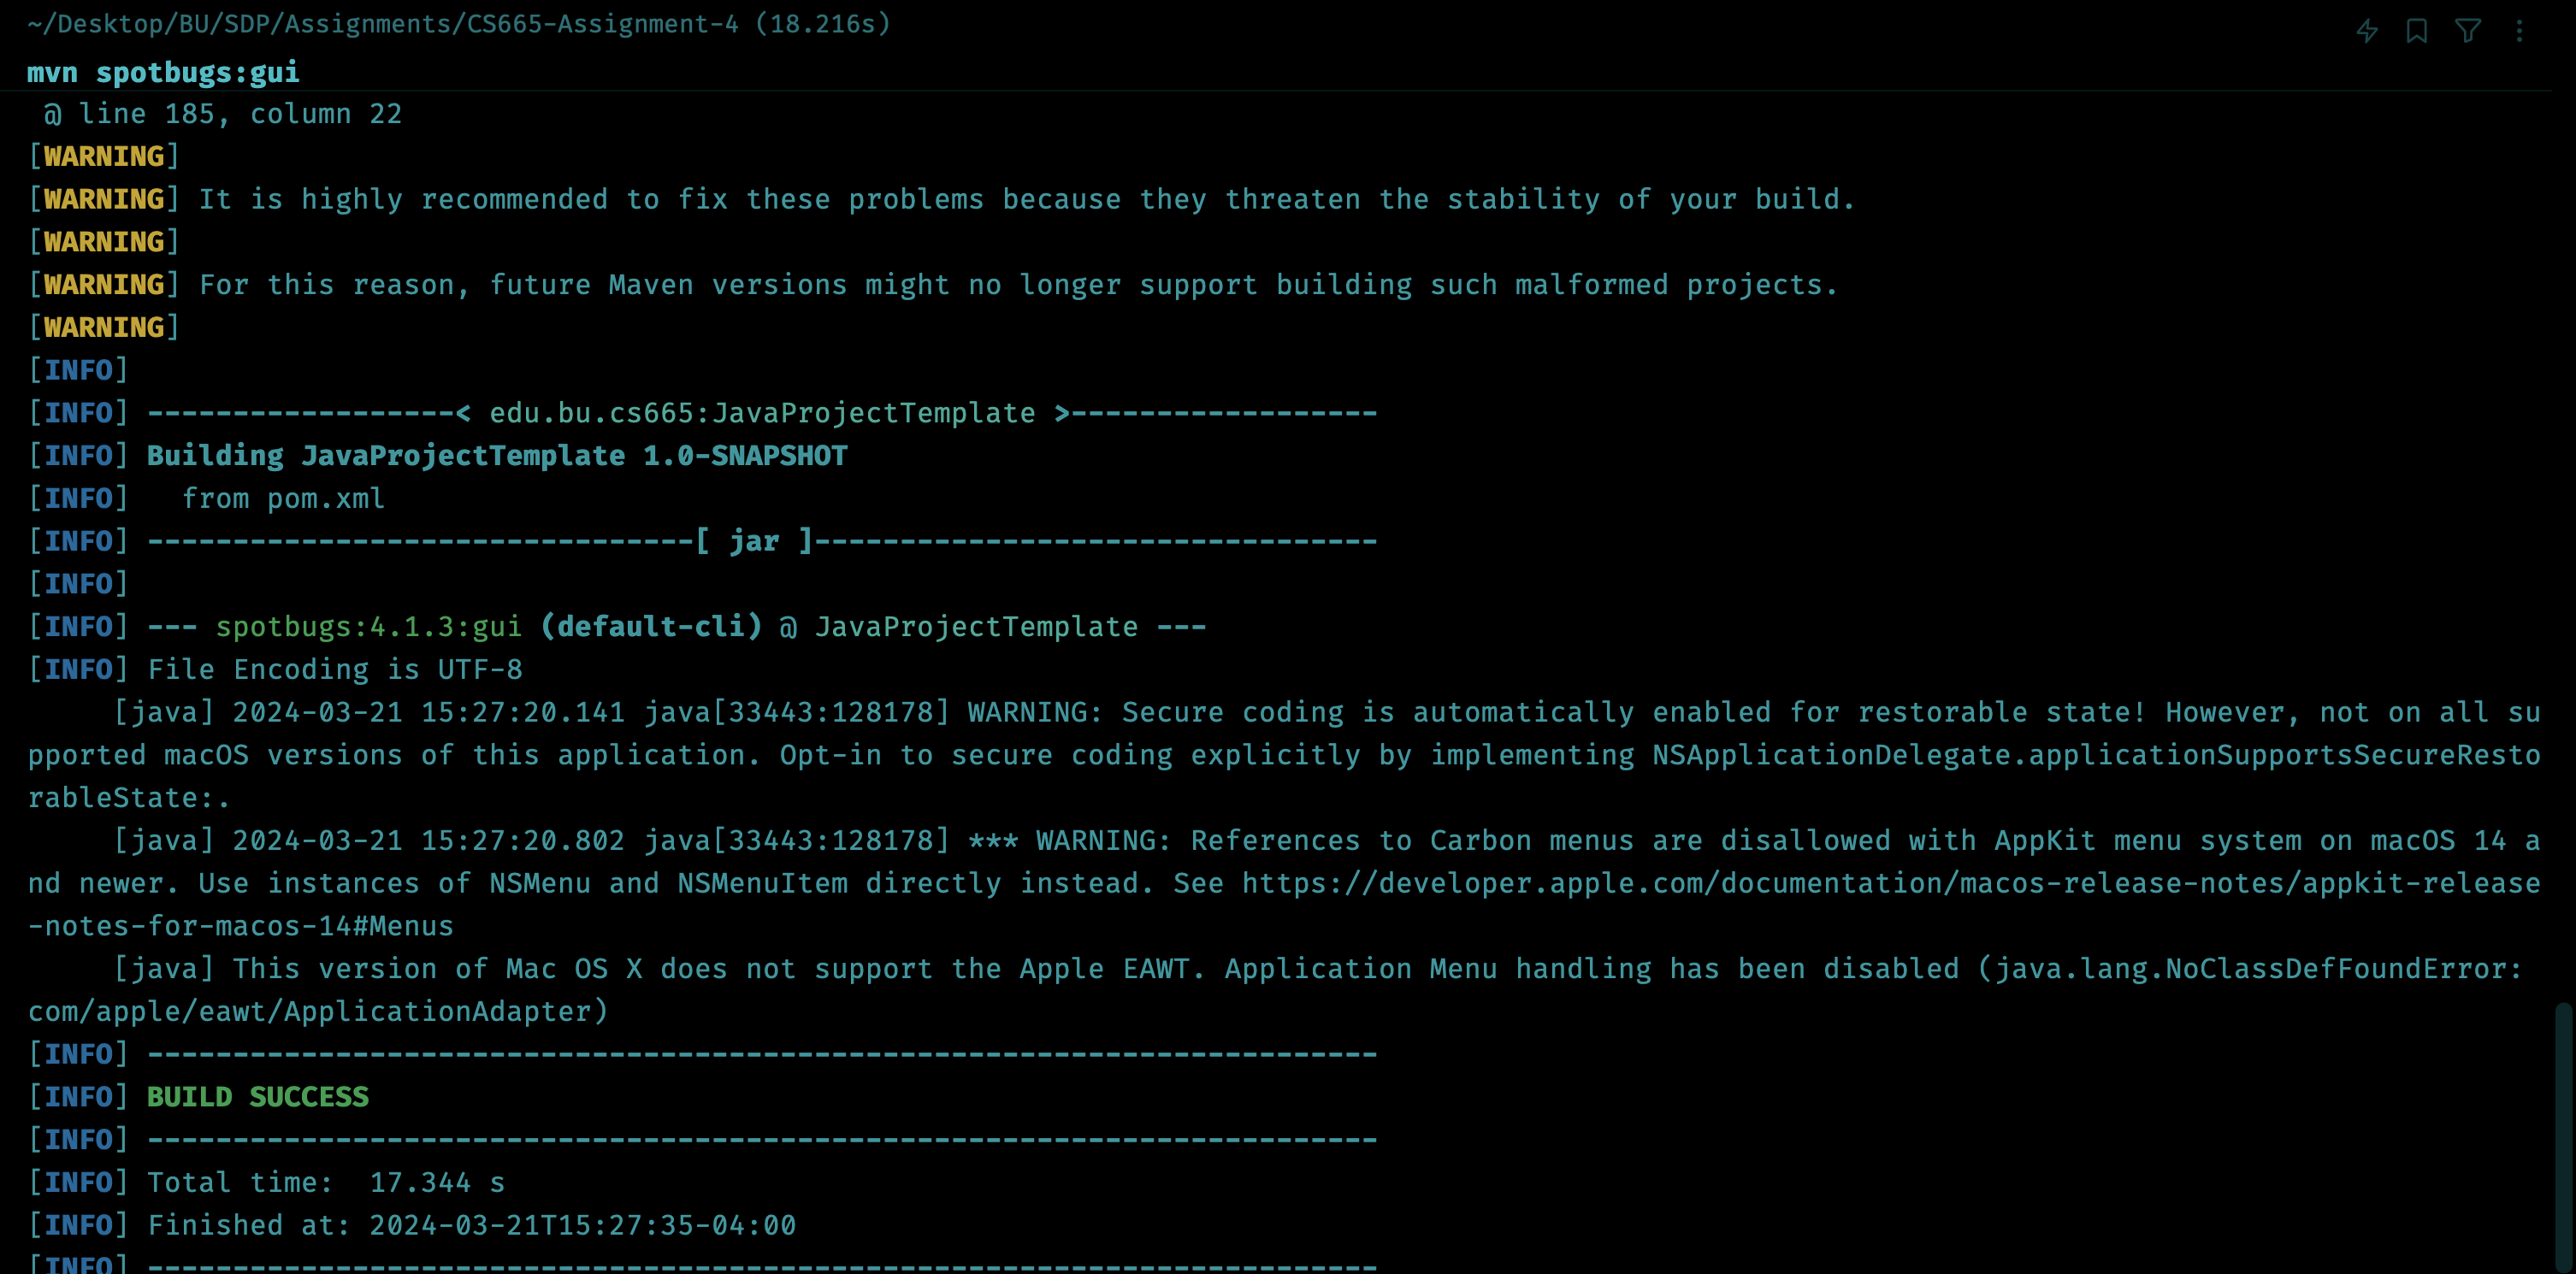 ~/Desktop/BU/SDP/Assignments/CS665-Assignment-4 (18.216s)
mvn spotbugs:gui
 @ line 185, column 22
[WARNING]
[WARNING] It is highly recommended to fix these problems because they threaten the stability of your build.
[WARNING]
[WARNING] For this reason, future Maven versions might no longer support building such malformed projects.
[WARNING]
[INFO]
[INFO] ------------------< edu.bu.cs665:JavaProjectTemplate >------------------
[INFO] Building JavaProjectTemplate 1.0-SNAPSHOT
[INFO]   from pom.xml
[INFO] --------------------------------[ jar ]---------------------------------
[INFO]
[INFO] --- spotbugs:4.1.3:gui (default-cli) @ JavaProjectTemplate ---
[INFO] File Encoding is UTF-8
     [java] 2024-03-21 15:27:20.141 java[33443:128178] WARNING: Secure coding is automatically enabled for restorable state! However, not on all su
pported macOS versions of this application. Opt-in to secure coding explicitly by implementing NSApplicationDelegate.applicationSupportsSecureResto
rableState:.
     [java] 2024-03-21 15:27:20.802 java[33443:128178] *** WARNING: References to Carbon menus are disallowed with AppKit menu system on macOS 14 a
nd newer. Use instances of NSMenu and NSMenuItem directly instead. See https://developer.apple.com/documentation/macos-release-notes/appkit-release
-notes-for-macos-14#Menus
     [java] This version of Mac OS X does not support the Apple EAWT. Application Menu handling has been disabled (java.lang.NoClassDefFoundError:
com/apple/eawt/ApplicationAdapter)
[INFO] ------------------------------------------------------------------------
[INFO] BUILD SUCCESS
[INFO] ------------------------------------------------------------------------
[INFO] Total time:  17.344 s
[INFO] Finished at: 2024-03-21T15:27:35-04:00
[INFO] ------------------------------------------------------------------------